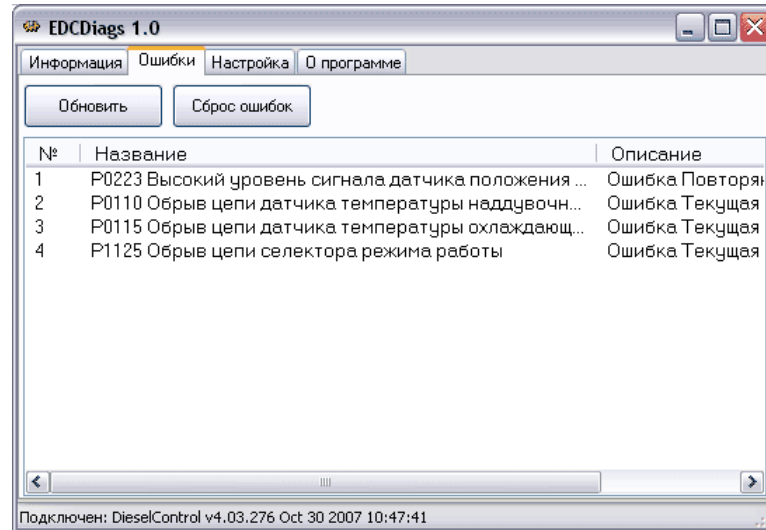 EDCDiags 1.0
Информация Ошибки Настройка О программе
Обновить Сброс ошибок
№ Название Описание
1 P0223 Высокий уровень сигнала датчика положения ... Ошибка Повторян
2 P0110 Обрыв цепи датчика температуры наддувочн... Ошибка Текущая
3 P0115 Обрыв цепи датчика температуры охлаждающ... Ошибка Текущая
4 P1125 Обрыв цепи селектора режима работы Ошибка Текущая
Подключен: DieselControl v4.03.276 Oct 30 2007 10:47:41